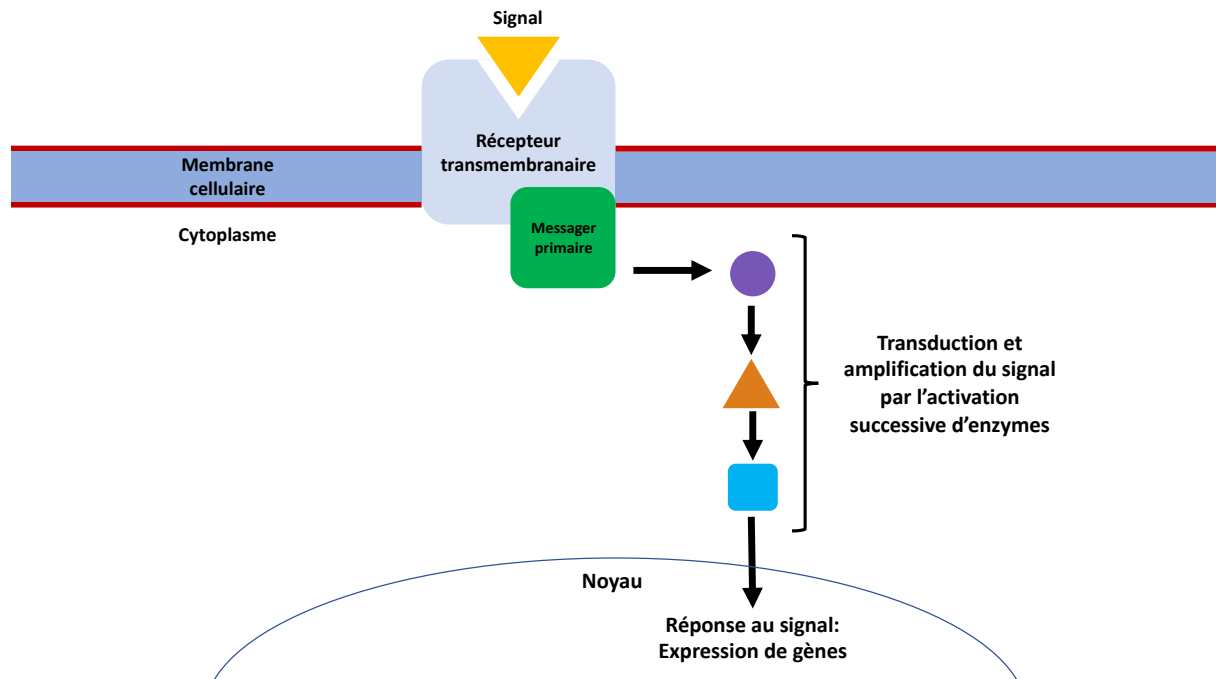 Signal
Récepteur
transmembranaire
Membrane
cellulaire
Messager
primaire
Cytoplasme
Transduction et
amplification du signal
par l’activation
successive d’enzymes
Noyau
Réponse au signal:
Expression de gènes